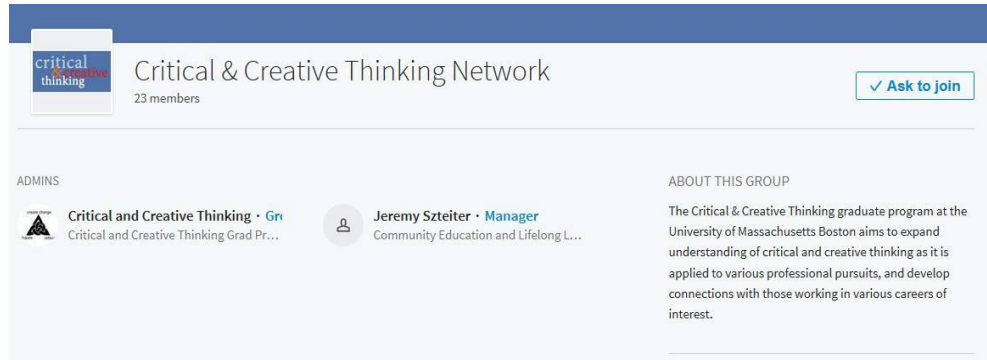 critical
& creative
thinking
Critical & Creative Thinking Network
23 members
✓ Ask to join
ADMINS
Critical and Creative Thinking · Gr
Critical and Creative Thinking Grad Pr...
Jeremy Szteiter · Manager
Community Education and Lifelong L...
ABOUT THIS GROUP
The Critical & Creative Thinking graduate program at the
University of Massachusetts Boston aims to expand
understanding of critical and creative thinking as it is
applied to various professional pursuits, and develop
connections with those working in various careers of
interest.